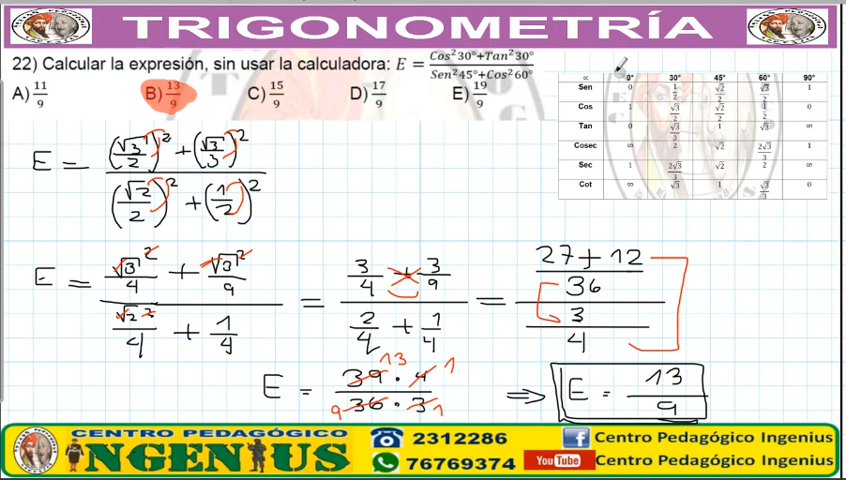 TRIGONOMETRÍA
22) Calcular la expresión, sin usar la calculadora: E = (Cos²30°+Tan²30°)/(Sen²45°+Cos²60°)
A) 11/9 B) 13/9 C) 15/9 D) 17/9 E) 19/9
∝ 0° 30° 45° 60° 90°
Sen 0 1/2 √2/2 √3/2 1
Cos 1 √3/2 √2/2 1/2 0
Tan 0 √3/3 1 √3 ∞
Cosec ∞ 2 √2 2√3/3 1
Sec 1 2√3/3 √2 2 ∞
Cot ∞ √3 1 √3/3 0
E = ((√3/2)² + (√3/3)²)/((√2/2)² + (1/2)²)
E = (√3²/4 + √3²/9)/(√2²/4 + 1/4) = (3/4 + 3/9)/(2/4 + 1/4) = ((27+12)/36)/(3/4)
E = (39 · 4)/(36 · 3) 13 1 9 1 ⇒ E = 13/9
CENTRO PEDAGÓGICO
INGENIUS
2312286
76769374
f Centro Pedagógico Ingenius
YouTube Centro Pedagógico Ingenius